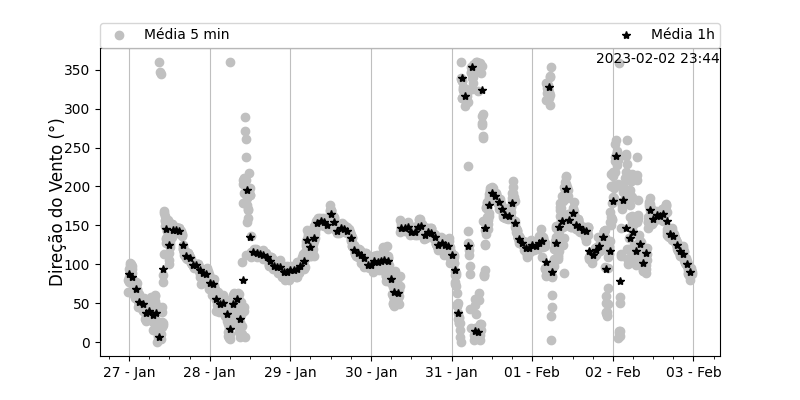 Média 5 min
Média 1h
2023-02-02 23:44
Direção do Vento (°)
350
300
250
200
150
100
50
0
27 - Jan
28 - Jan
29 - Jan
30 - Jan
31 - Jan
01 - Feb
02 - Feb
03 - Feb